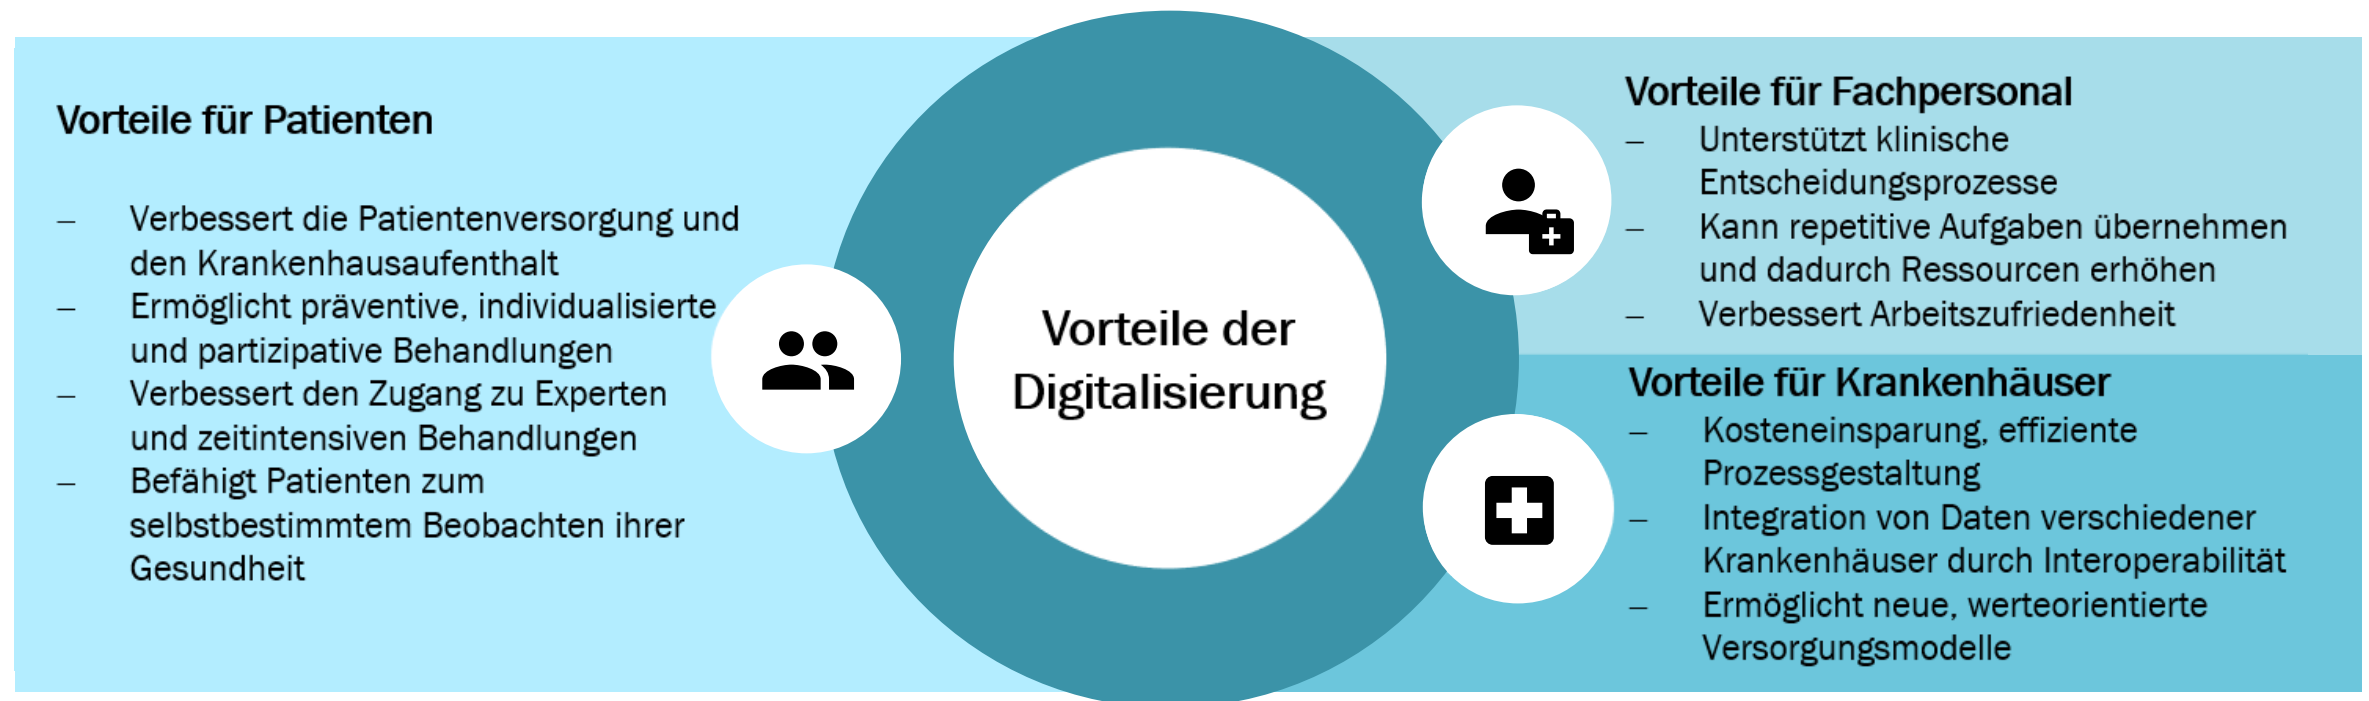 Vorteile für Patienten
– Verbessert die Patientenversorgung und
den Krankenhausaufenthalt
– Ermöglicht präventive, individualisierte
und partizipative Behandlungen
– Verbessert den Zugang zu Experten
und zeitintensiven Behandlungen
– Befähigt Patienten zum
selbstbestimmtem Beobachten ihrer
Gesundheit
Vorteile der
Digitalisierung
Vorteile für Fachpersonal
– Unterstützt klinische
Entscheidungsprozesse
– Kann repetitive Aufgaben übernehmen
und dadurch Ressourcen erhöhen
– Verbessert Arbeitszufriedenheit
Vorteile für Krankenhäuser
– Kosteneinsparung, effiziente
Prozessgestaltung
– Integration von Daten verschiedener
Krankenhäuser durch Interoperabilität
– Ermöglicht neue, werteorientierte
Versorgungsmodelle